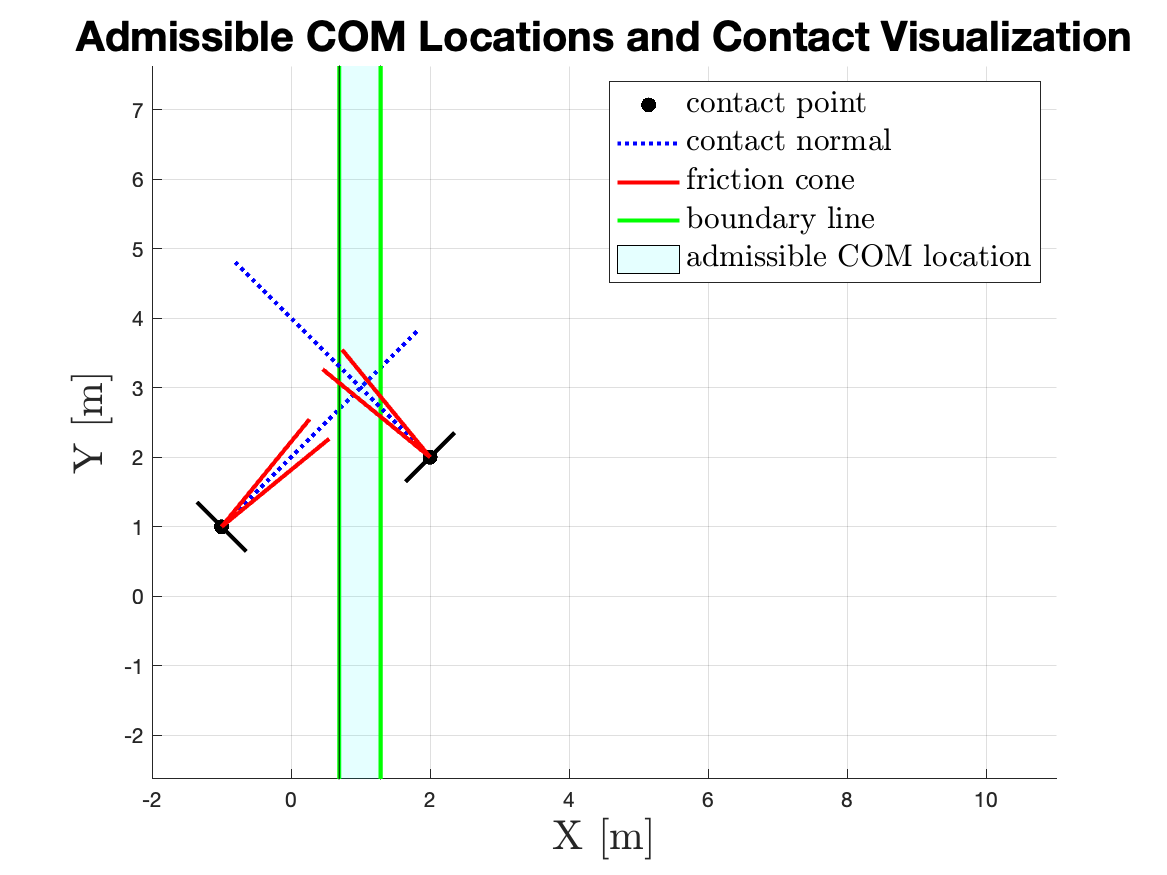 Admissible COM Locations and Contact Visualization
contact point
contact normal
friction cone
boundary line
admissible COM location
Y [m]
7
6
5
4
3
2
1
0
-1
-2
-2 0 2 4 6 8 10
X [m]